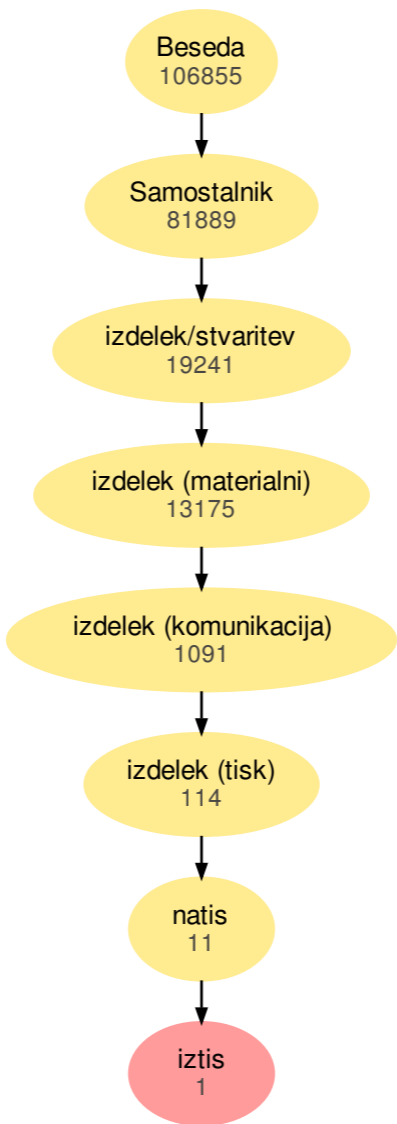 Beseda
106855
Samostalnik
81889
izdelek/stvaritev
19241
izdelek (materialni)
13175
izdelek (komunikacija)
1091
izdelek (tisk)
114
natis
11
iztis
1